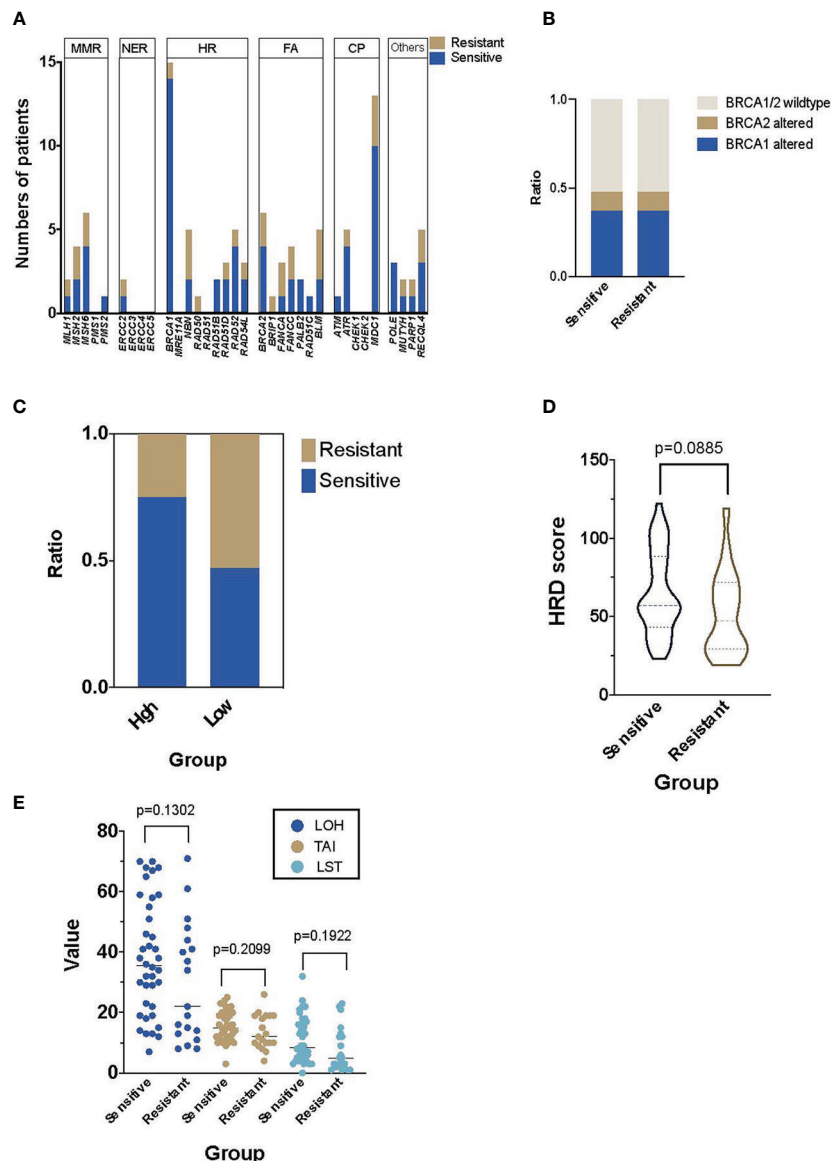 A
MMR NER HR FA CP Others
Resistant
Sensitive
Numbers of patients
15
10
5
0
MLH1 MSH2 MSH6 PMS1 PMS2 ERCC2 ERCC3 ERCC4 ERCC5 BRCA1 MRE11A NBN RAD50 RAD51 RAD51B RAD51D RAD52 RAD54L BRCA2 BRIP1 FANCA FANCC PALB2 RAD51C BLM ATM ATR CHEK1 CHEK2 MDC1 POLE MUTYH PARP1 RECQL4
B
BRCA1/2 wildtype
BRCA2 altered
BRCA1 altered
Ratio
1.0
0.5
0
Sensitive Resistant
C
Resistant
Sensitive
Ratio
1.0
0.5
0.0
Hgh Low
Group
D
p=0.0885
HRD score
150
100
50
0
Sensitive Resistant
Group
E
p=0.1302
p=0.2099
p=0.1922
LOH
TAI
LST
Value
80
60
40
20
0
Sensitive Resistant Sensitive Resistant Sensitive Resistant
Group